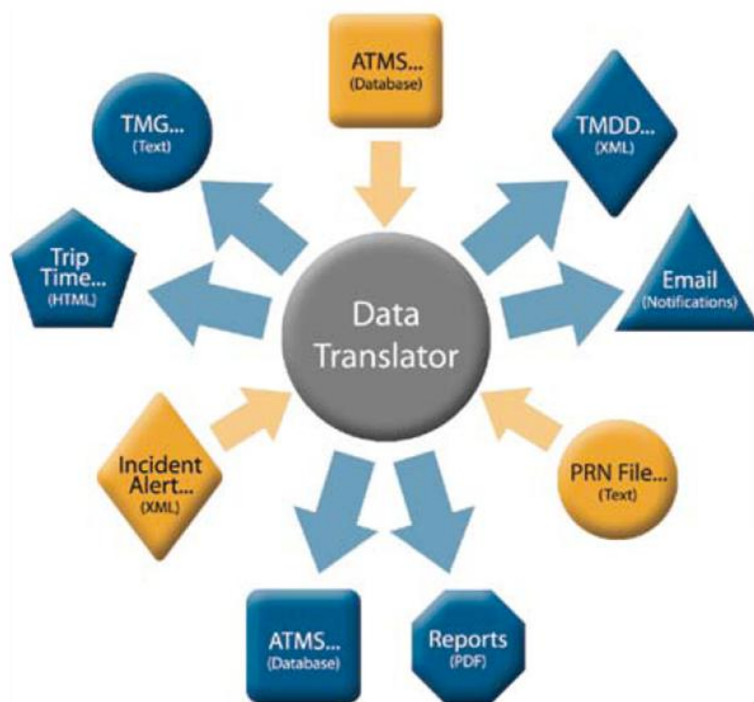 ATMS...
(Database)
TMG...
(Text)
TMDD...
(XML)
Trip
Time...
(HTML)
Email
(Notifications)
Data
Translator
Incident
Alert...
(XML)
PRN File...
(Text)
ATMS...
(Database)
Reports
(PDF)